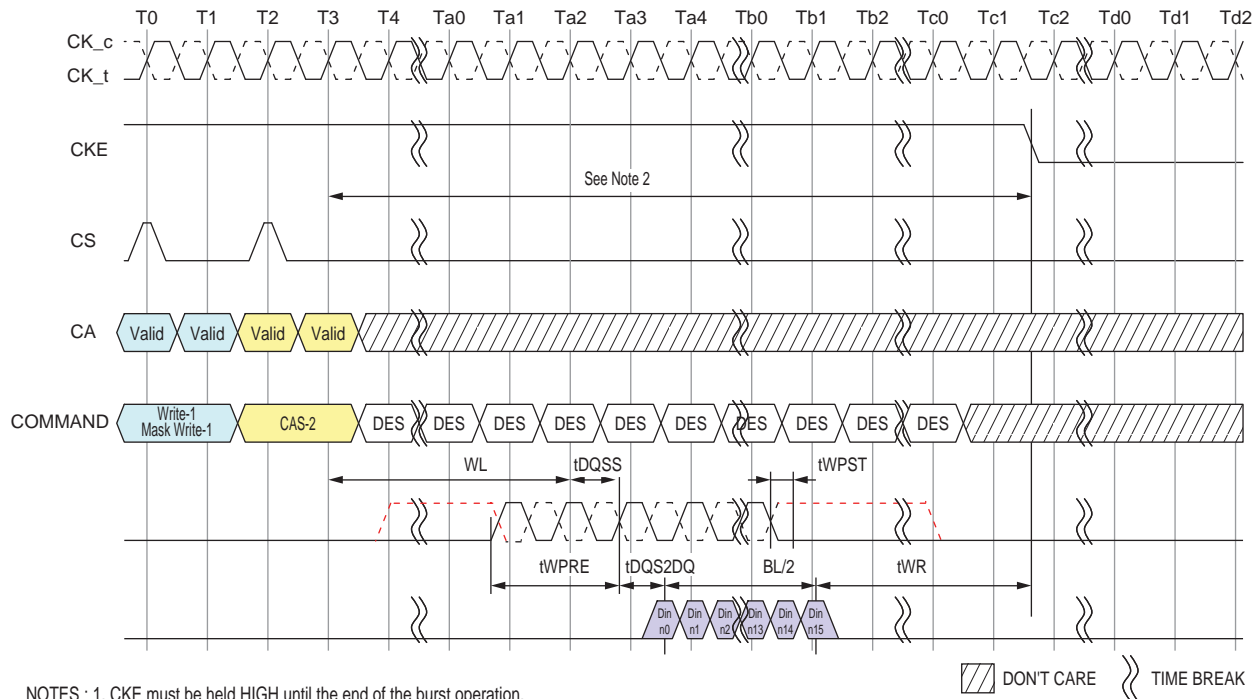 T0 T1 T2 T3 T4 Ta0 Ta1 Ta2 Ta3 Ta4 Tb0 Tb1 Tb2 Tc0 Tc1 Tc2 Td0 Td1 Td2
CK_c
CK_t
CKE
See Note 2
CS
CA Valid Valid Valid Valid
COMMAND Write-1 Mask Write-1 CAS-2 DES DES DES DES DES DES DES DES DES DES
WL tDQSS tWPST
tWPRE tDQS2DQ BL/2 tWR
Din Din Din Din Din Din
n0 n1 n2 n13 n14 n15
DON'T CARE TIME BREAK
NOTES : 1. CKE must be held HIGH until the end of the burst operation.